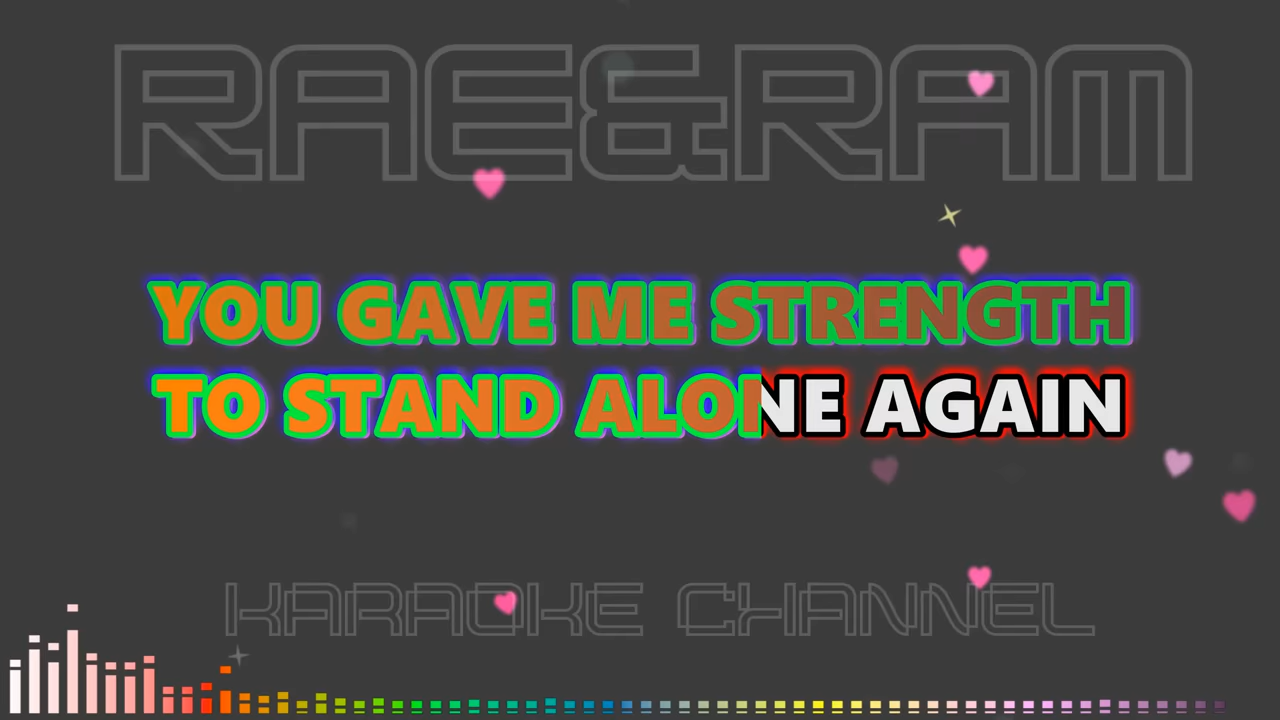 RAE&RAM
YOU GAVE ME STRENGTH
TO STAND ALONE AGAIN
KARAOKE CHANNEL